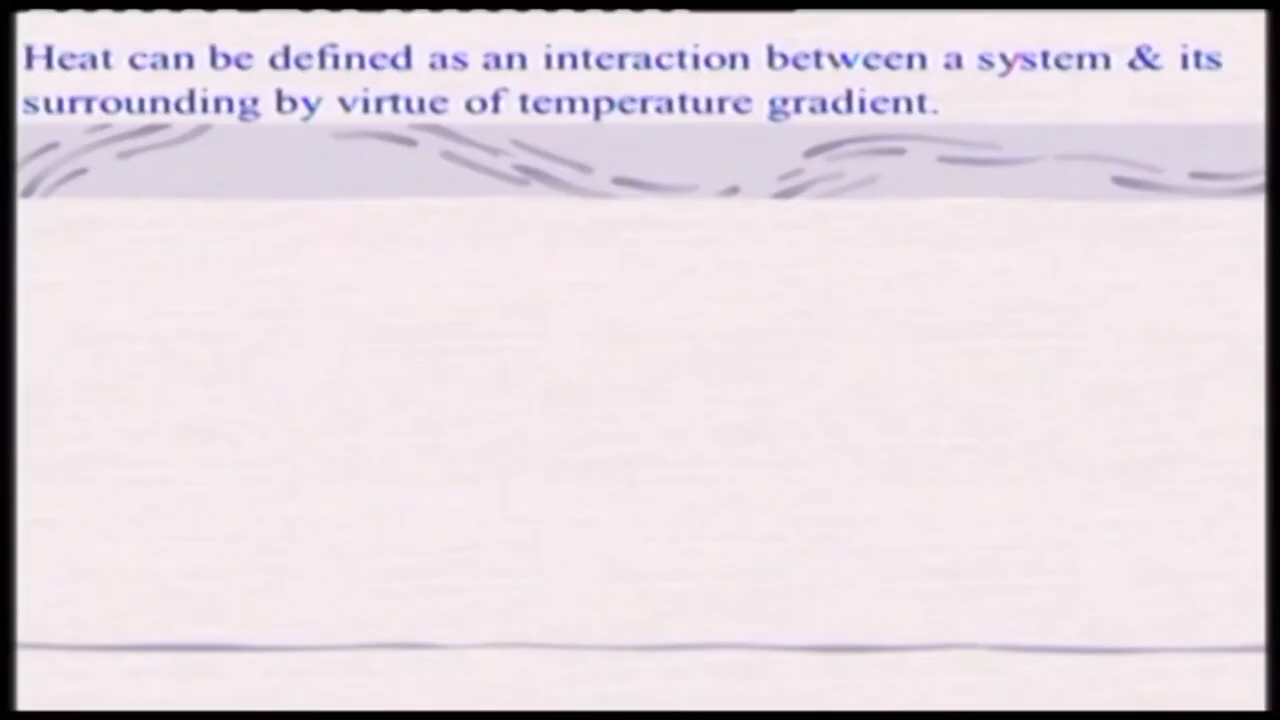 Heat can be defined as an interaction between a system & its
surrounding by virtue of temperature gradient.